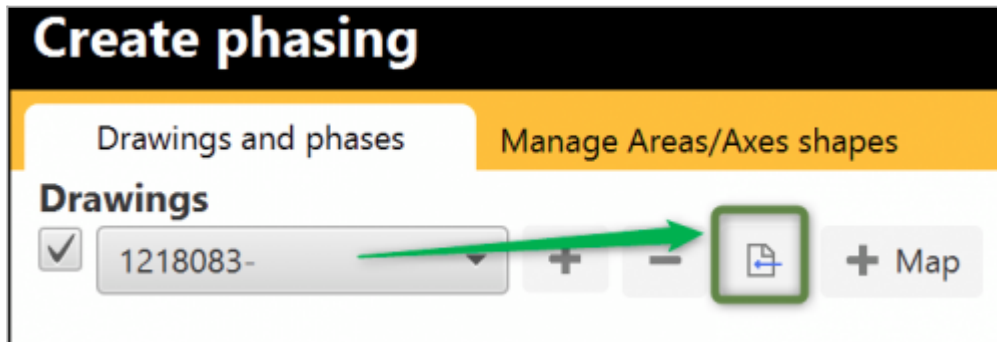 Create phasing
Drawings and phases Manage Areas/Axes shapes
Drawings
1218083- + − + Map